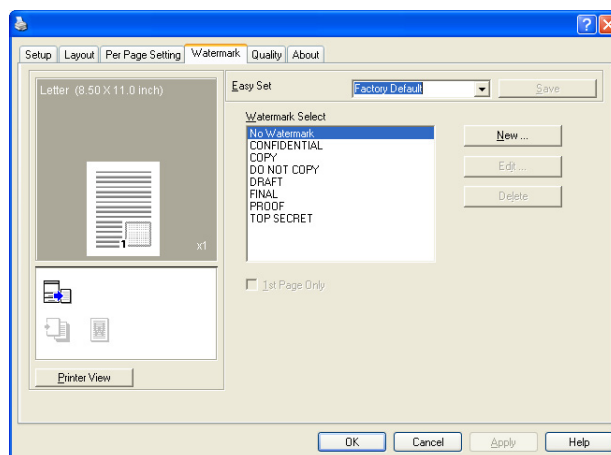 Setup Layout Per Page Setting Watermark Quality About
Letter (8.50 X 11.0 inch)
1
x1
Printer View
Easy Set Factory Default Save
Watermark Select
No Watermark
CONFIDENTIAL
COPY
DO NOT COPY
DRAFT
FINAL
PROOF
TOP SECRET
New ...
Edit ...
Delete
1st Page Only
OK Cancel Apply Help